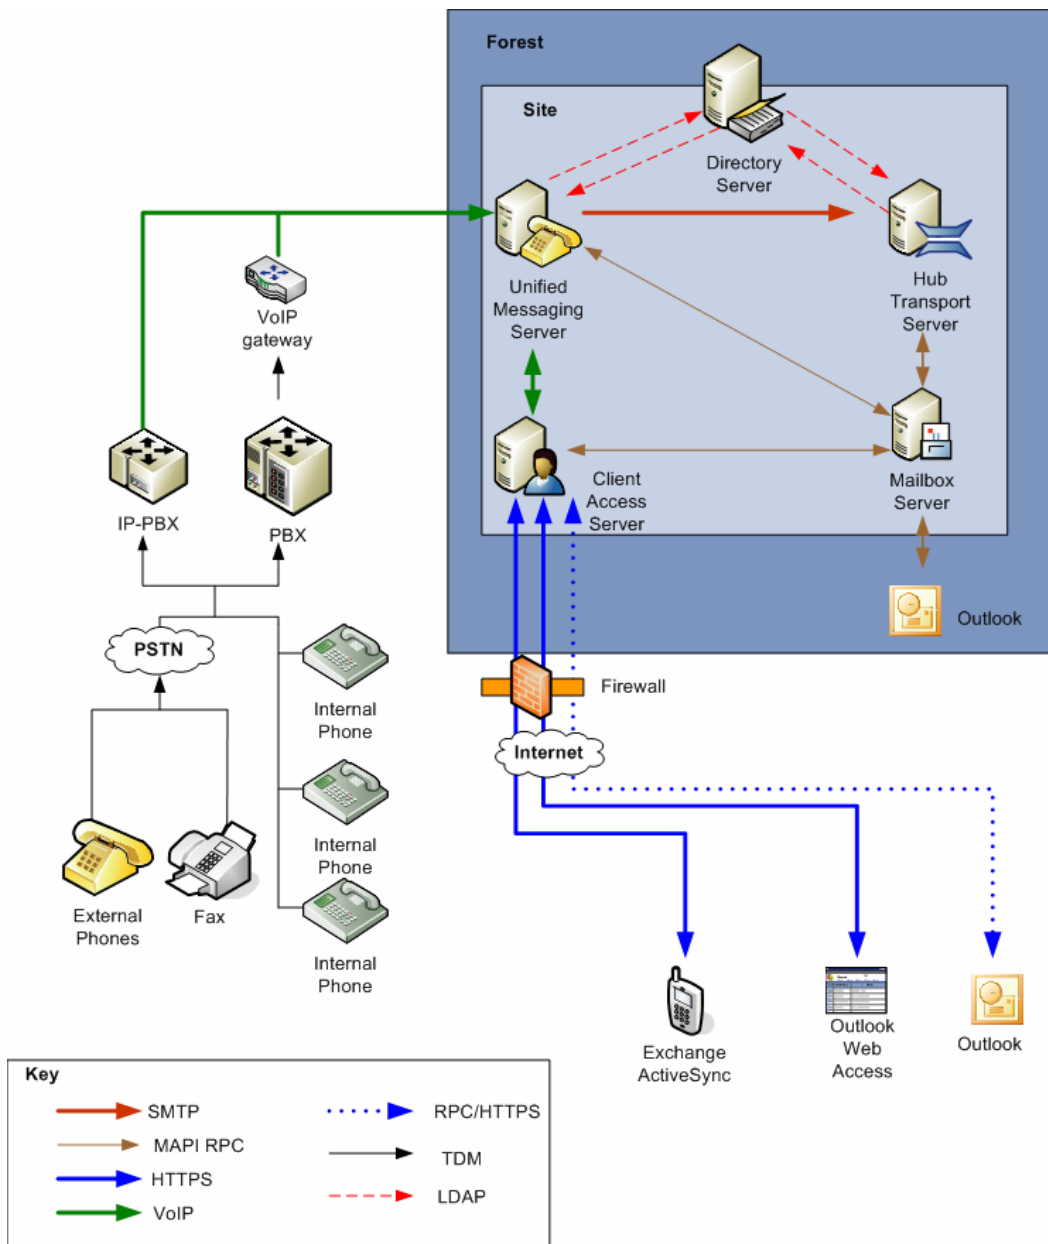 Forest
Site
Directory
Server
Unified
Messaging
Server
Hub
Transport
Server
VoIP
gateway
IP-PBX
PBX
Client
Access
Server
Mailbox
Server
Outlook
PSTN
Internal
Phone
Firewall
Internet
Internal
Phone
External
Phones
Fax
Internal
Phone
Exchange
ActiveSync
Outlook
Web
Access
Outlook
Key
SMTP
MAPI RPC
HTTPS
VoIP
RPC/HTTPS
TDM
LDAP